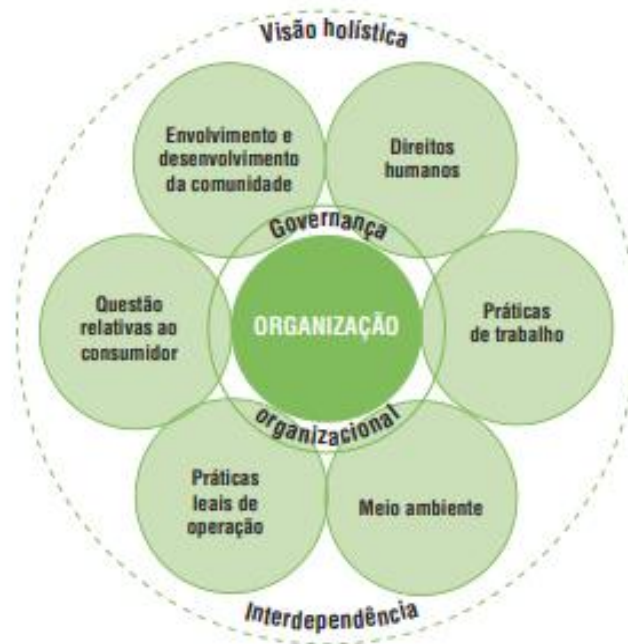 Visão holística
Envolvimento e
desenvolvimento
da comunidade
Direitos
humanos
Governança
Questão
relativas ao
consumidor
ORGANIZAÇÃO
Práticas
de trabalho
organizacional
Práticas
leais de
operação
Meio ambiente
Interdependência